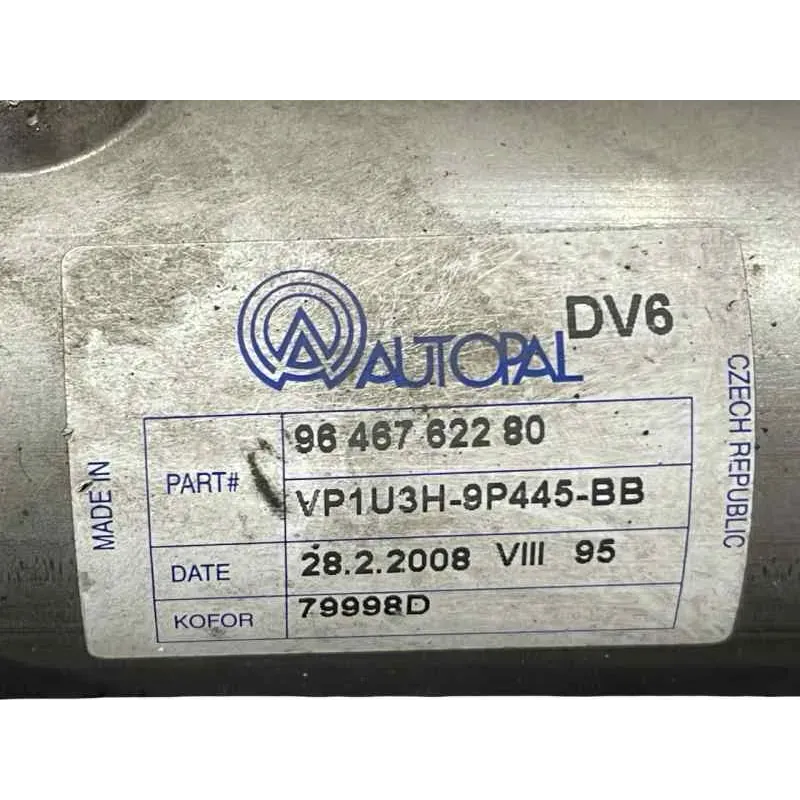 DV6
AUTOPAL
MADE IN
CZECH REPUBLIC
PART#
96 467 622 80
VP1U3H-9P445-BB
DATE
28.2.2008 VIII 95
KOFOR
79998D